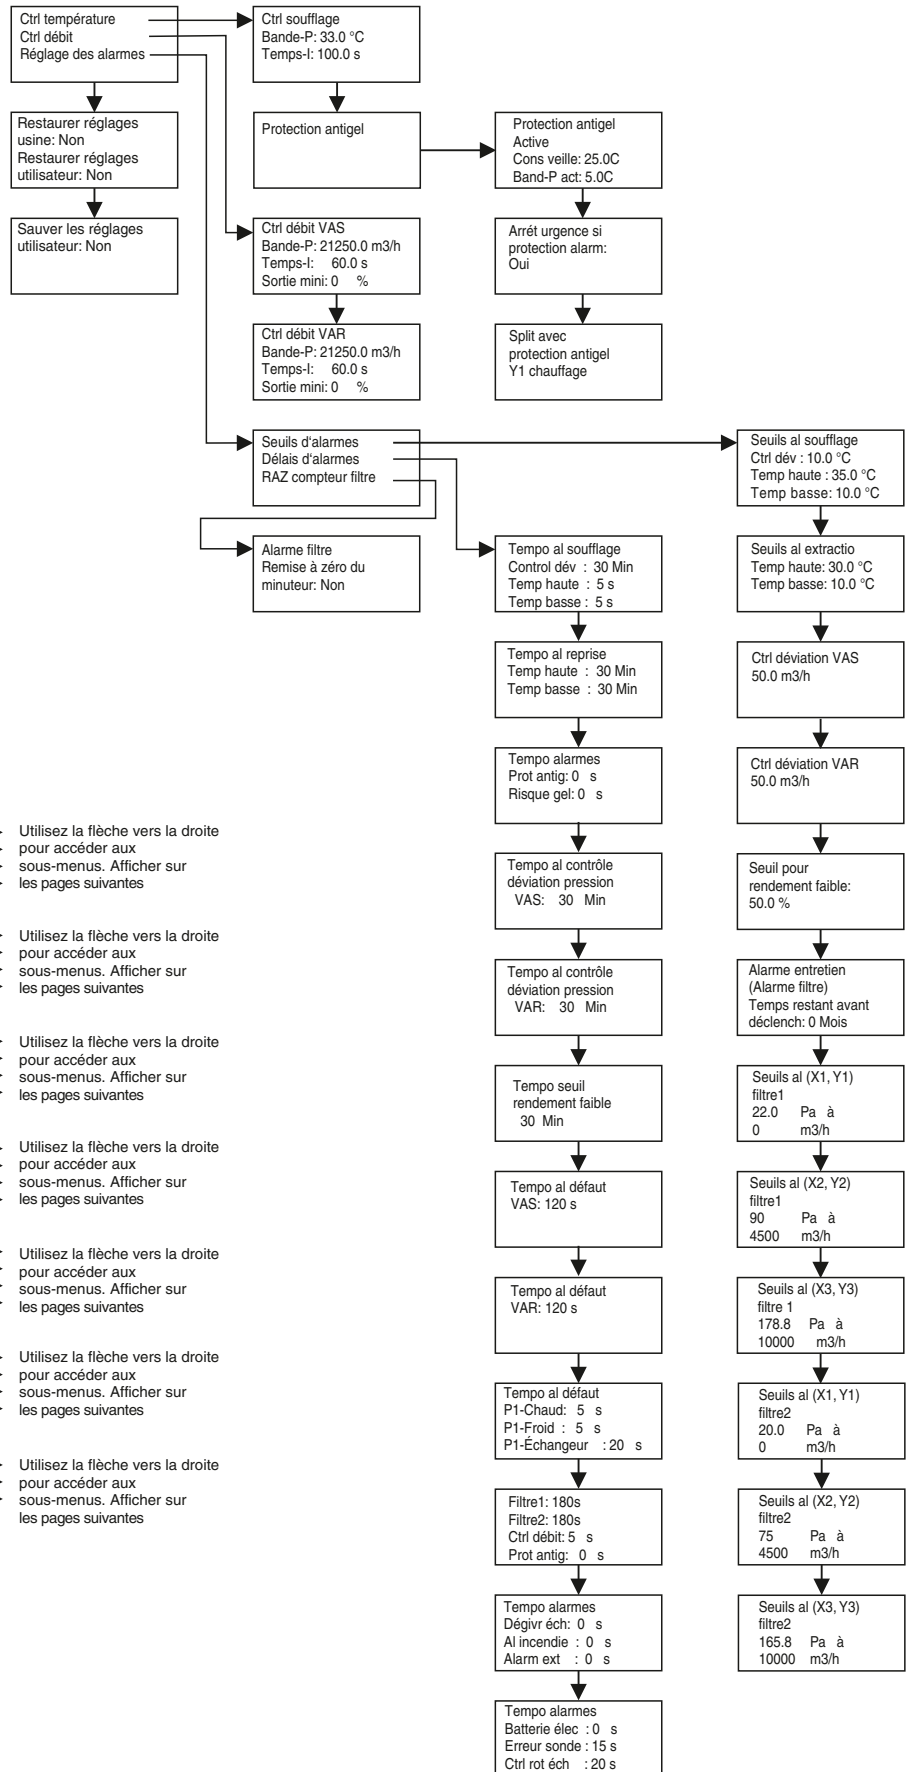 Ctrl température
Ctrl débit
Réglage des alarmes
Restaurer réglages
usine: Non
Restaurer réglages
utilisateur: Non
Sauver les réglages
utilisateur: Non
Ctrl soufflage
Bande-P: 33.0 °C
Temps-I: 100.0 s
Protection antigel
Protection antigel
Active
Cons veille: 25.0C
Band-P act: 5.0C
Arrét urgence si
protection alarm:
Oui
Split avec
protection antigel
Y1 chauffage
Ctrl débit VAS
Bande-P: 21250.0 m3/h
Temps-I: 60.0 s
Sortie mini: 0 %
Ctrl débit VAR
Bande-P: 21250.0 m3/h
Temps-I: 60.0 s
Sortie mini: 0 %
Seuils d‘alarmes
Délais d‘alarmes
RAZ compteur filtre
Alarme filtre
Remise à zéro du
minuteur: Non
Tempo al soufflage
Control dév : 30 Min
Temp haute : 5 s
Temp basse : 5 s
Tempo al reprise
Temp haute : 30 Min
Temp basse : 30 Min
Tempo alarmes
Prot antig: 0 s
Risque gel: 0 s
Tempo al contrôle
déviation pression
VAS: 30 Min
Tempo al contrôle
déviation pression
VAR: 30 Min
Tempo seuil
rendement faible
30 Min
Tempo al défaut
VAS: 120 s
Tempo al défaut
VAR: 120 s
Tempo al défaut
P1-Chaud: 5 s
P1-Froid : 5 s
P1-Échangeur : 20 s
Filtre1: 180s
Filtre2: 180s
Ctrl débit: 5 s
Prot antig: 0 s
Tempo alarmes
Dégivr éch: 0 s
Al incendie : 0 s
Alarm ext : 0 s
Tempo alarmes
Batterie élec : 0 s
Erreur sonde : 15 s
Ctrl rot éch : 20 s
Seuils al soufflage
Ctrl dév : 10.0 °C
Temp haute : 35.0 °C
Temp basse: 10.0 °C
Seuils al extractio
Temp haute: 30.0 °C
Temp basse: 10.0 °C
Ctrl déviation VAS
50.0 m3/h
Ctrl déviation VAR
50.0 m3/h
Seuil pour
rendement faible:
50.0 %
Alarme entretien
(Alarme filtre)
Temps restant avant
déclench: 0 Mois
Seuils al (X1, Y1)
filtre1
22.0 Pa à
0 m3/h
Seuils al (X2, Y2)
filtre1
90 Pa à
4500 m3/h
Seuils al (X3, Y3)
filtre 1
178.8 Pa à
10000 m3/h
Seuils al (X1, Y1)
filtre2
20.0 Pa à
0 m3/h
Seuils al (X2, Y2)
filtre2
75 Pa à
4500 m3/h
Seuils al (X3, Y3)
filtre2
165.8 Pa à
10000 m3/h
Utilisez la flèche vers la droite
pour accéder aux
sous-menus. Afficher sur
les pages suivantes
Utilisez la flèche vers la droite
pour accéder aux
sous-menus. Afficher sur
les pages suivantes
Utilisez la flèche vers la droite
pour accéder aux
sous-menus. Afficher sur
les pages suivantes
Utilisez la flèche vers la droite
pour accéder aux
sous-menus. Afficher sur
les pages suivantes
Utilisez la flèche vers la droite
pour accéder aux
sous-menus. Afficher sur
les pages suivantes
Utilisez la flèche vers la droite
pour accéder aux
sous-menus. Afficher sur
les pages suivantes
Utilisez la flèche vers la droite
pour accéder aux
sous-menus. Afficher sur
les pages suivantes